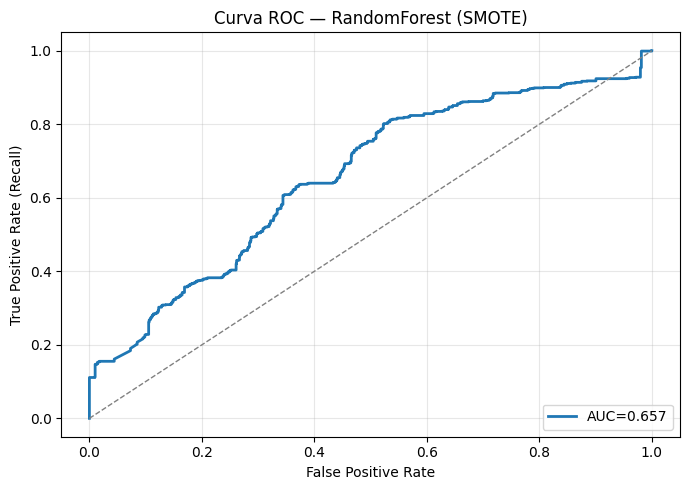 Curva ROC — RandomForest (SMOTE)
True Positive Rate (Recall)
1.0
0.8
0.6
0.4
0.2
0.0
0.0 0.2 0.4 0.6 0.8 1.0
False Positive Rate
AUC=0.657